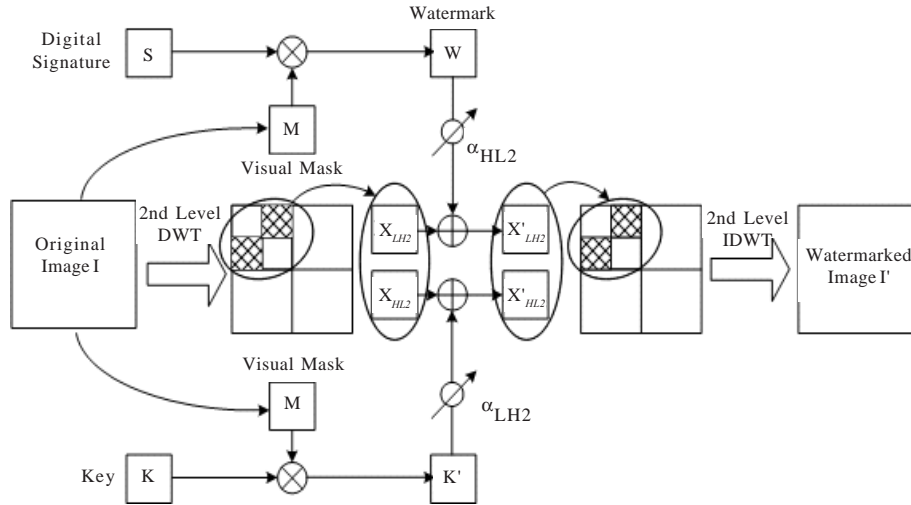 Watermark
Digital
Signature
S
W
M
α HL2
Visual Mask
Original
Image I
2nd Level
DWT
X LH2
X' LH2
2nd Level
IDWT
Watermarked
Image I'
X HL2
X' HL2
Visual Mask
M
α LH2
Key
K
K'